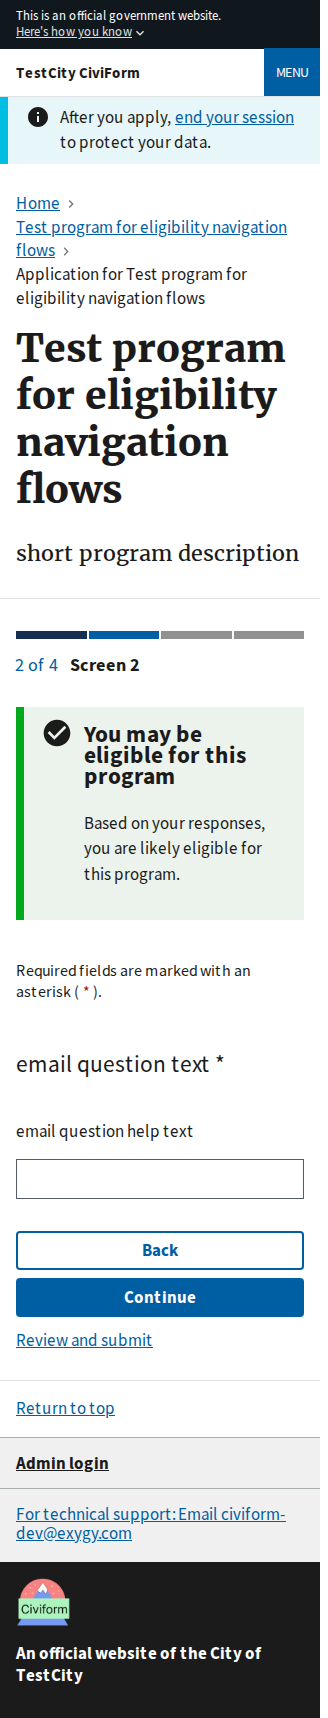 This is an official government website.
Here's how you know
TestCity CiviForm
MENU
After you apply, end your session
to protect your data.
Home
Test program for eligibility navigation
flows
Application for Test program for
eligibility navigation flows
Test program
for eligibility
navigation
flows
short program description
2 of 4 Screen 2
You may be
eligible for this
program
Based on your responses,
you are likely eligible for
this program.
Required fields are marked with an
asterisk ( * ).
email question text *
email question help text
Back
Continue
Review and submit
Return to top
Admin login
For technical support: Email civiform-
dev@exygy.com
Civiform
An official website of the City of
TestCity